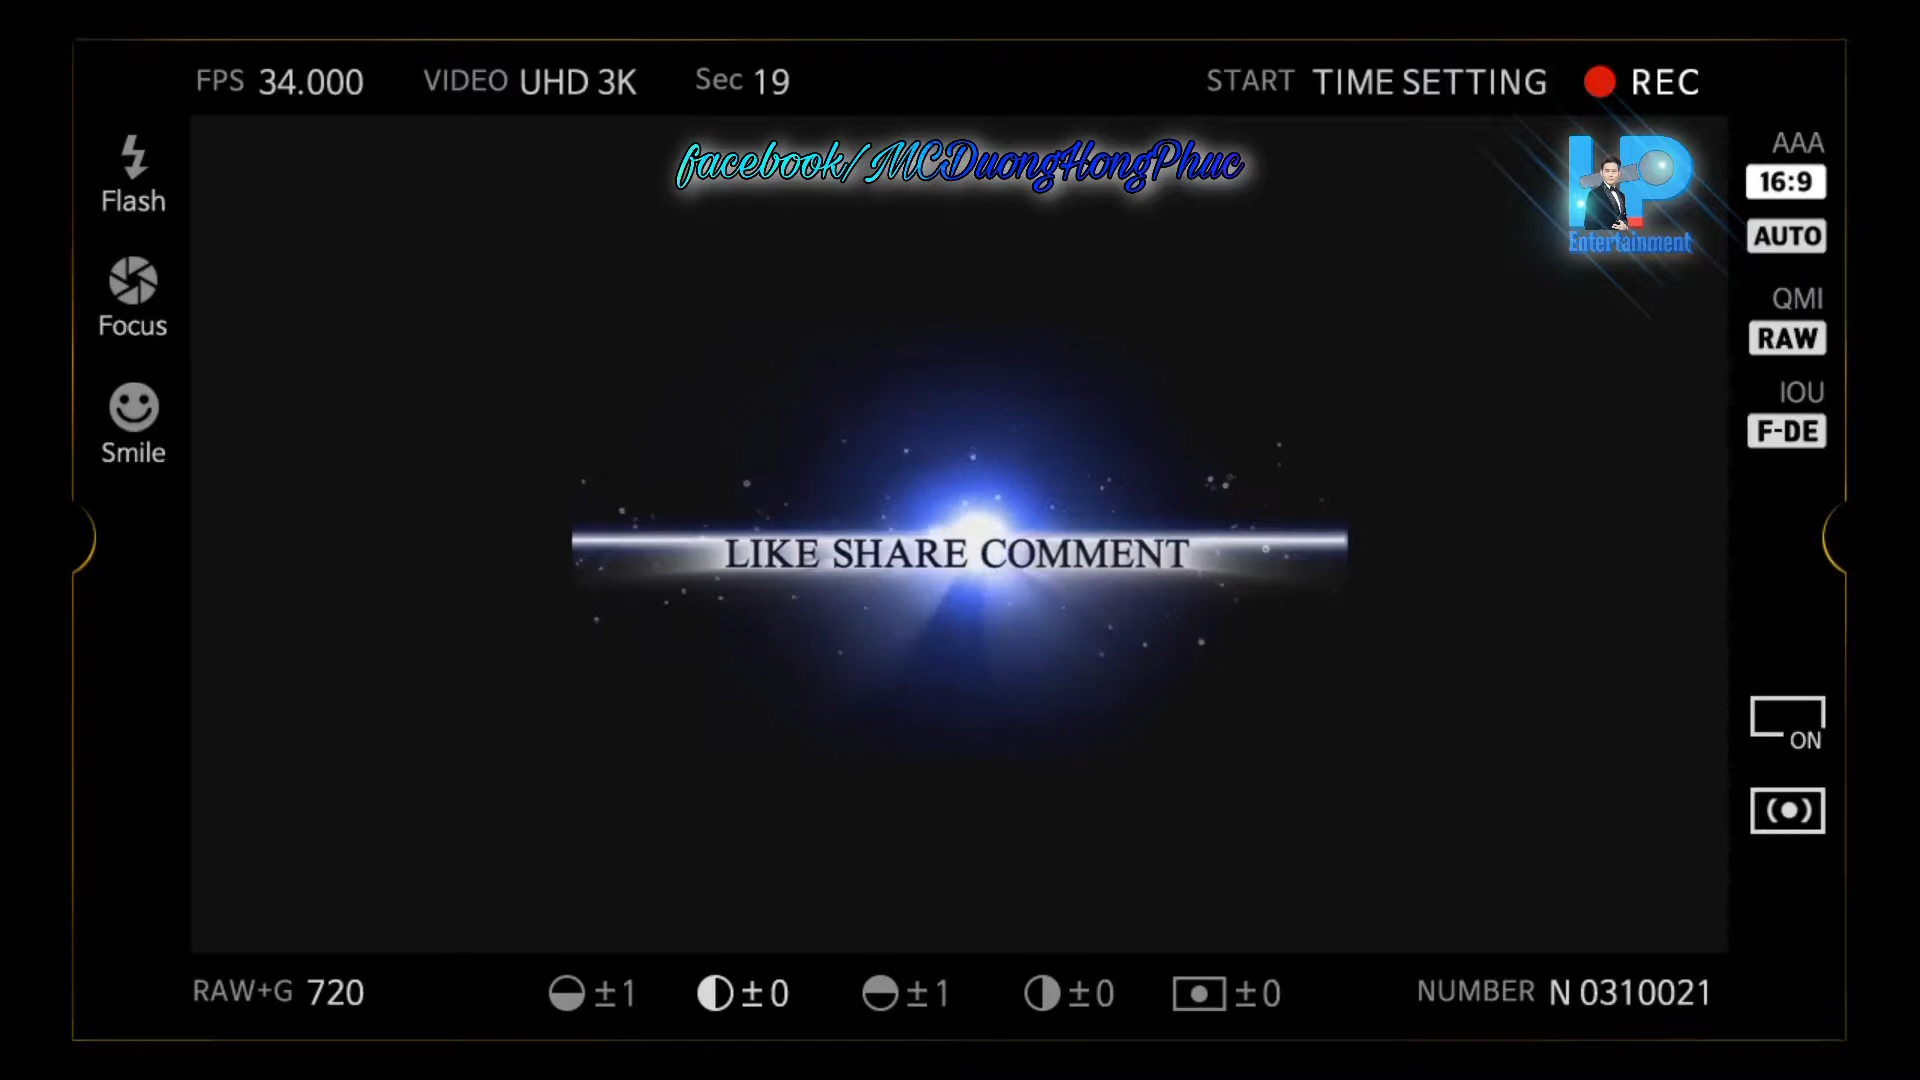 FPS 34.000 VIDEO UHD 3K Sec 19 START TIME SETTING REC
facebook/MCDuongHongPhuc
HP
Entertainment
Flash
Focus
Smile
AAA
16:9
AUTO
QMI
RAW
IOU
F-DE
LIKE SHARE COMMENT
ON
RAW+G 720 ±1 ±0 ±1 ±0 ±0 NUMBER N 0310021